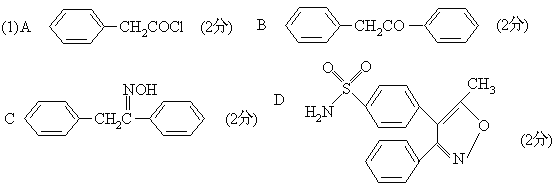 (1)A CH2COCl (2分) B CH2CO (2分)
C NOH CH2C (2分) D H2N S O O CH3 O N (2分)